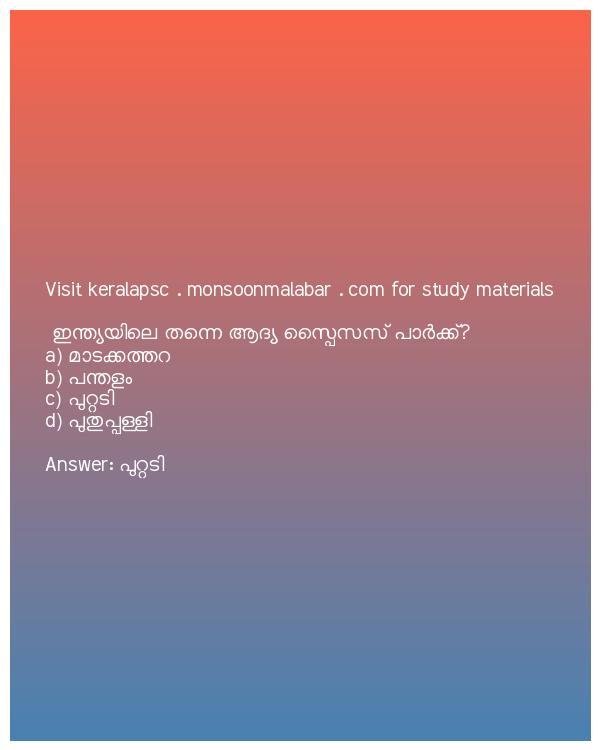 Visit keralapsc . monsoonmalabar . com for study materials
ഇന്ത്യയിലെ തന്നെ ആദ്യ സ്പൈസസ് പാർക്ക്?
a) മാടക്കത്തറ
b) പന്തളം
c) പുറ്റടി
d) പുതുപ്പള്ളി
Answer: പുറ്റടി